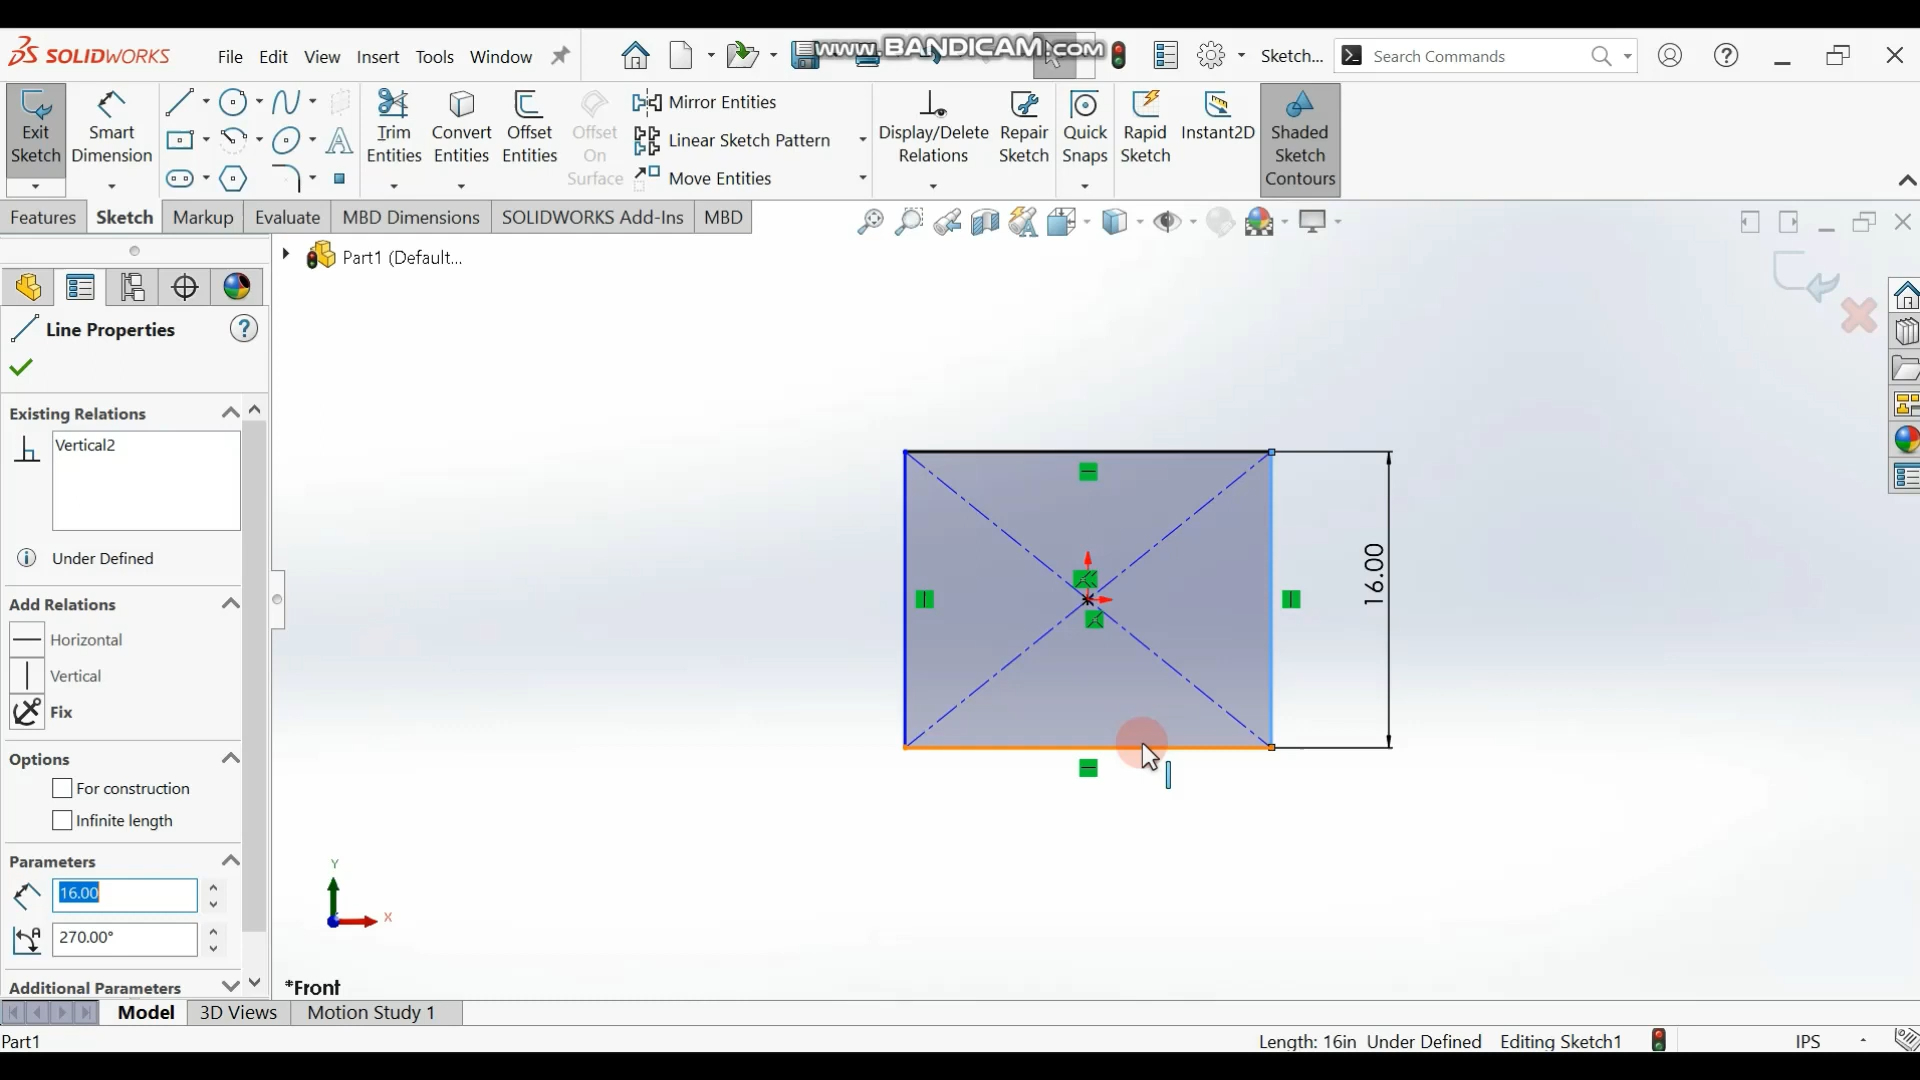 SOLIDWORKS File Edit View Insert Tools Window www.BANDICAM.COM Sketch... Search Commands
Exit Sketch
Smart Dimension
Trim Entities
Convert Entities
Offset Entities
Offset On Surface
Mirror Entities
Linear Sketch Pattern
Move Entities
Display/Delete Relations
Repair Sketch
Quick Snaps
Rapid Sketch
Instant2D
Shaded Sketch Contours
Features Sketch Markup Evaluate MBD Dimensions SOLIDWORKS Add-Ins MBD
Part1 (Default...
Line Properties
Existing Relations
Vertical2
Under Defined
Add Relations
Horizontal
Vertical
Fix
Options
For construction
Infinite length
Parameters
16.00
270.00°
Additional Parameters
16.00
Y
X
*Front
Model 3D Views Motion Study 1
Part1 Length: 16in Under Defined Editing Sketch1 IPS